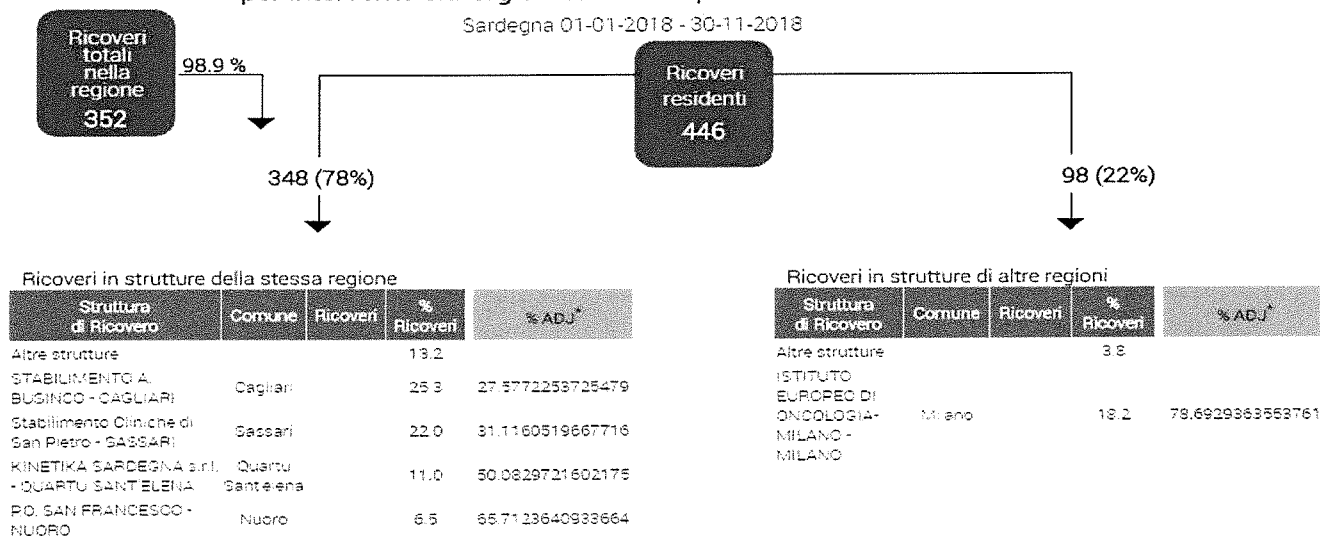 Sardegna 01-01-2018 - 30-11-2018
Ricoveri
totali
nella
regione
352
98.9 %
Ricoveri
residenti
446
348 (78%)
98 (22%)
Ricoveri in strutture della stessa regione
Struttura
di Ricovero
Comune
Ricoveri
%
Ricoveri
% ADJ*
Altre strutture 13.2
STABILIMENTO A.
BUSINCO - CAGLIARI
Cagliari 25.3 27.5772253725479
Stabilimento Cliniche di
San Pietro - SASSARI
Sassari 22.0 31.1160519667716
KINETIKA SARDEGNA s.r.l.
- QUARTU SANT'ELENA
Quartu
Sant'elena
11.0 50.0829721602175
P.O. SAN FRANCESCO -
NUORO
Nuoro 6.5 65.7123640933664
Ricoveri in strutture di altre regioni
Struttura
di Ricovero
Comune
Ricoveri
%
Ricoveri
% ADJ*
Altre strutture 3.8
ISTITUTO
EUROPEO DI
ONCOLOGIA-
MILANO -
MILANO
Milano 18.2 78.6929363553761